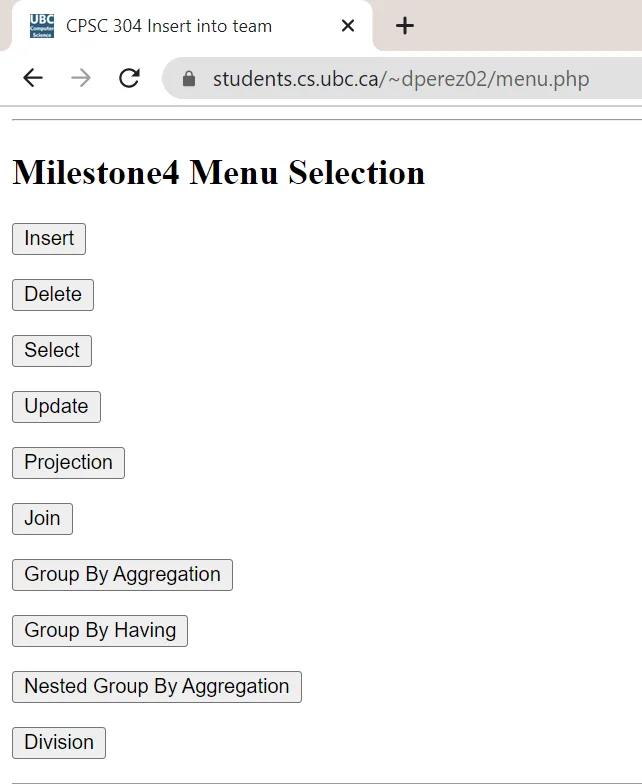 UBC
Computer
Science
CPSC 304 Insert into team
students.cs.ubc.ca/~dperez02/menu.php
Milestone4 Menu Selection
Insert
Delete
Select
Update
Projection
Join
Group By Aggregation
Group By Having
Nested Group By Aggregation
Division